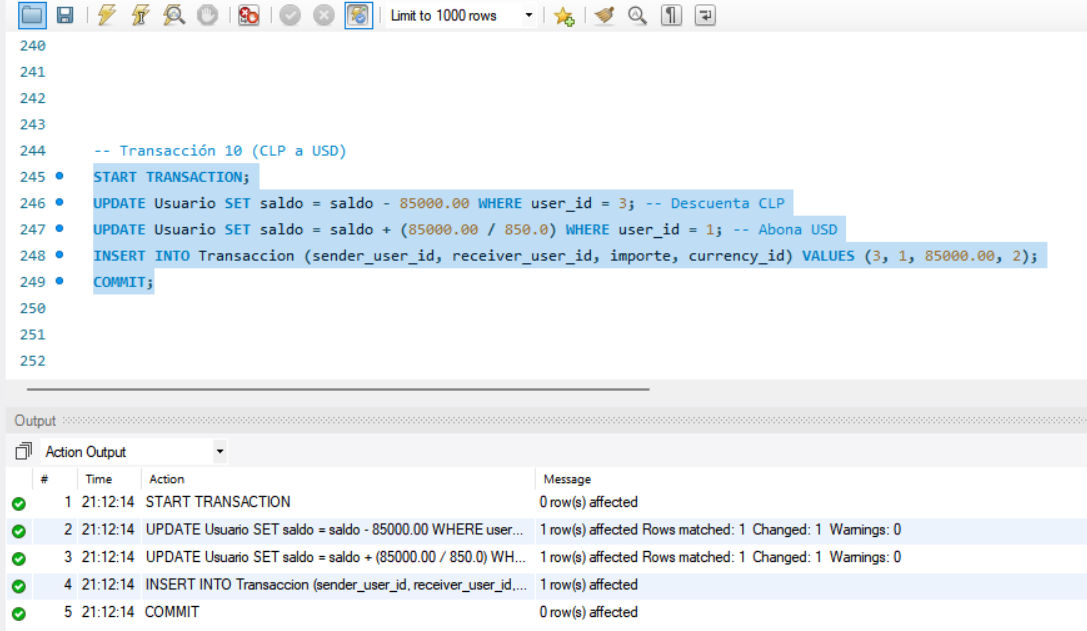 Limit to 1000 rows
240
241
242
243
244 -- Transacción 10 (CLP a USD)
245 START TRANSACTION;
246 UPDATE Usuario SET saldo = saldo - 85000.00 WHERE user_id = 3; -- Descuenta CLP
247 UPDATE Usuario SET saldo = saldo + (85000.00 / 850.0) WHERE user_id = 1; -- Abona USD
248 INSERT INTO Transaccion (sender_user_id, receiver_user_id, importe, currency_id) VALUES (3, 1, 85000.00, 2);
249 COMMIT;
250
251
252
Output
Action Output
# Time Action Message
1 21:12:14 START TRANSACTION 0 row(s) affected
2 21:12:14 UPDATE Usuario SET saldo = saldo - 85000.00 WHERE user... 1 row(s) affected Rows matched: 1 Changed: 1 Warnings: 0
3 21:12:14 UPDATE Usuario SET saldo = saldo + (85000.00 / 850.0) WH... 1 row(s) affected Rows matched: 1 Changed: 1 Warnings: 0
4 21:12:14 INSERT INTO Transaccion (sender_user_id, receiver_user_id,... 1 row(s) affected
5 21:12:14 COMMIT 0 row(s) affected